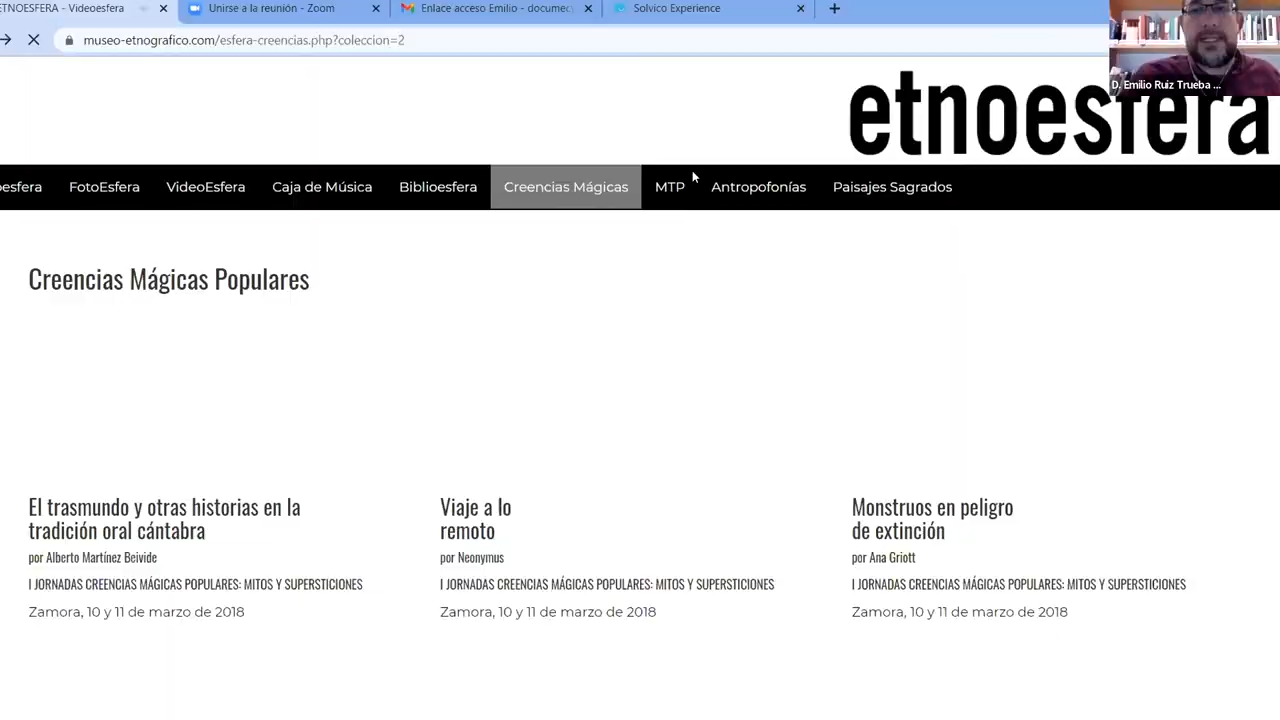 ETNOESFERA - Videoesfera
Unirse a la reunión - Zoom
Enlace acceso Emilio - documec
Solvico Experience
museo-etnografico.com/esfera-creencias.php?coleccion=2
D. Emilio Ruiz Trueba ...
etnoesfera
oesfera
FotoEsfera
VideoEsfera
Caja de Música
Biblioesfera
Creencias Mágicas
MTP
Antropofonías
Paisajes Sagrados
Creencias Mágicas Populares
El trasmundo y otras historias en la
tradición oral cántabra
por Alberto Martínez Beivide
I JORNADAS CREENCIAS MÁGICAS POPULARES: MITOS Y SUPERSTICIONES
Zamora, 10 y 11 de marzo de 2018
Viaje a lo
remoto
por Neonymus
I JORNADAS CREENCIAS MÁGICAS POPULARES: MITOS Y SUPERSTICIONES
Zamora, 10 y 11 de marzo de 2018
Monstruos en peligro
de extinción
por Ana Griott
I JORNADAS CREENCIAS MÁGICAS POPULARES: MITOS Y SUPERSTICIONES
Zamora, 10 y 11 de marzo de 2018